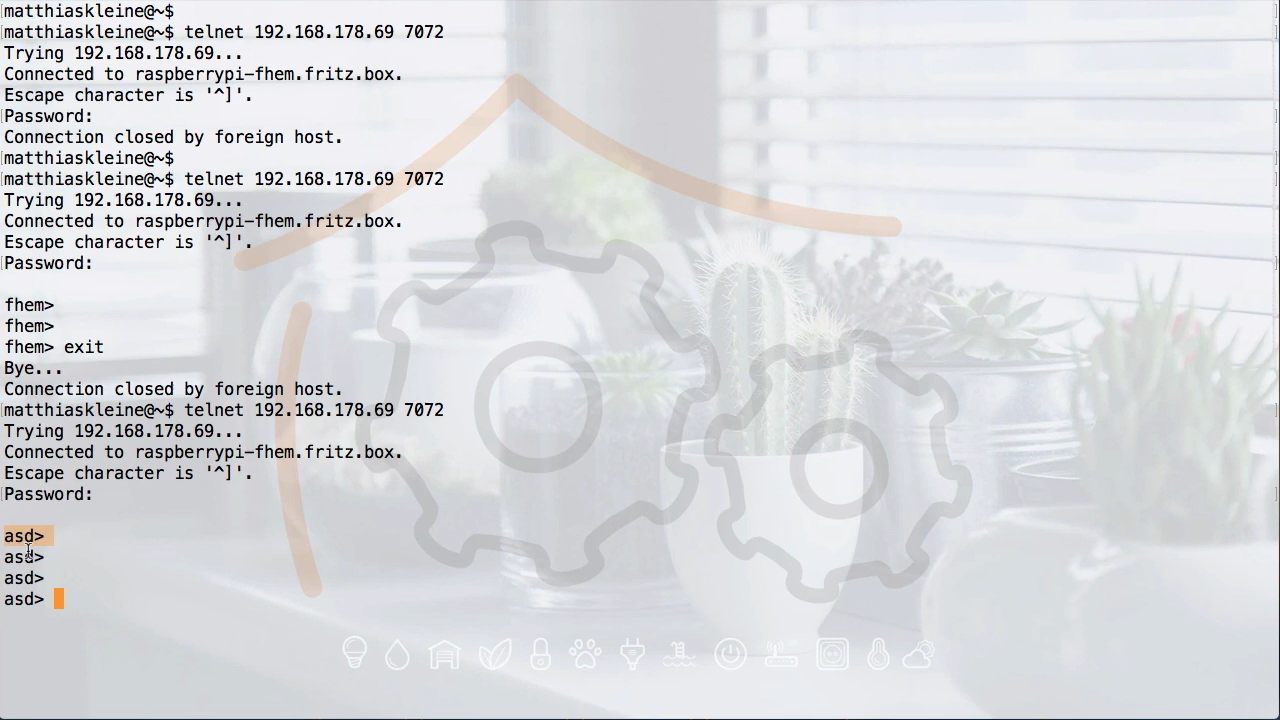 matthiaskleine@~$
matthiaskleine@~$ telnet 192.168.178.69 7072
Trying 192.168.178.69...
Connected to raspberrypi-fhem.fritz.box.
Escape character is '^]'.
Password:
Connection closed by foreign host.
matthiaskleine@~$
matthiaskleine@~$ telnet 192.168.178.69 7072
Trying 192.168.178.69...
Connected to raspberrypi-fhem.fritz.box.
Escape character is '^]'.
Password:
fhem>
fhem>
fhem> exit
Bye...
Connection closed by foreign host.
matthiaskleine@~$ telnet 192.168.178.69 7072
Trying 192.168.178.69...
Connected to raspberrypi-fhem.fritz.box.
Escape character is '^]'.
Password:
asd>
asd>
asd>
asd>